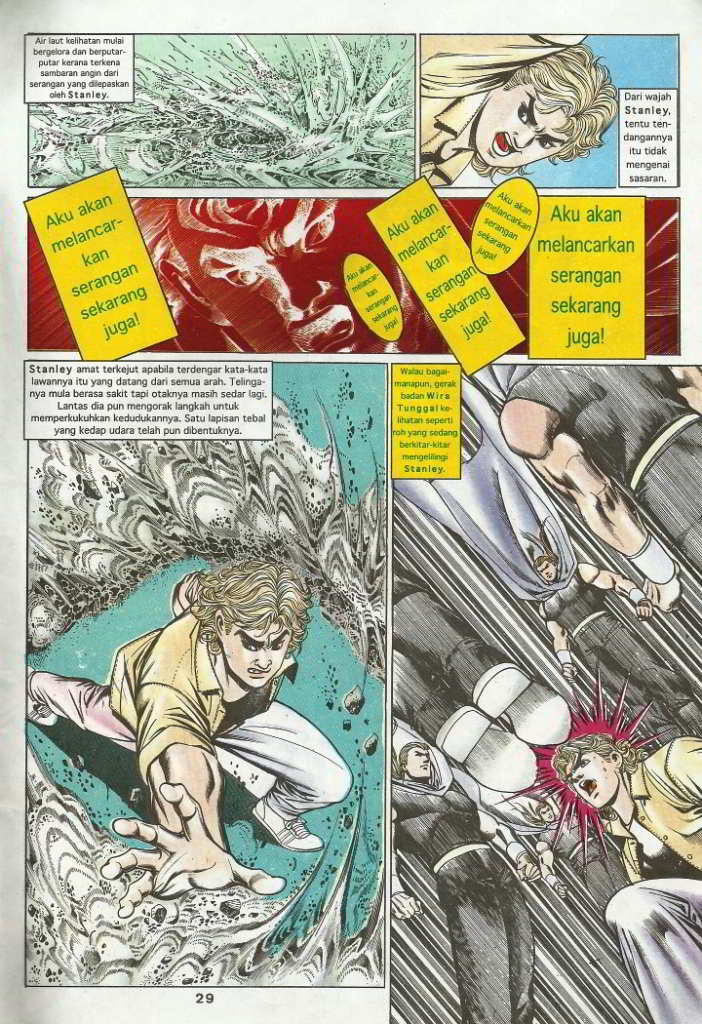 Air laut kelihatan mulai
bergelora dan berputar-
putar kerana terkena
sambaran angin dari
serangan yang dilepaskan
oleh Stanley.
Dari wajah
Stanley,
tentu ten-
dangannya
itu tidak
mengenai
sasaran.
Aku akan
melancar-
kan
serangan
sekarang
juga!
Aku akan
melancar-
kan
serangan
sekarang
juga!
Aku akan
melancar-
kan
serangan
sekarang
juga!
Aku akan
melancarkan
serangan
sekarang
juga!
Aku akan
melancarkan
serangan
sekarang
juga!
Stanley amat terkejut apabila terdengar kata-kata
lawannya itu yang datang dari semua arah. Telinga-
nya mula berasa sakit tapi otaknya masih sedar lagi.
Lantas dia pun mengorak langkah untuk
memperkukuhkan kedudukannya. Satu lapisan tebal
yang kedap udara telah pun dibentuknya.
Walau bagai-
manapun, gerak
badan Wira
Tunggal ke-
lihatan seperti
roh yang sedang
berkitar-kitar
mengelilingi
Stanley.
29